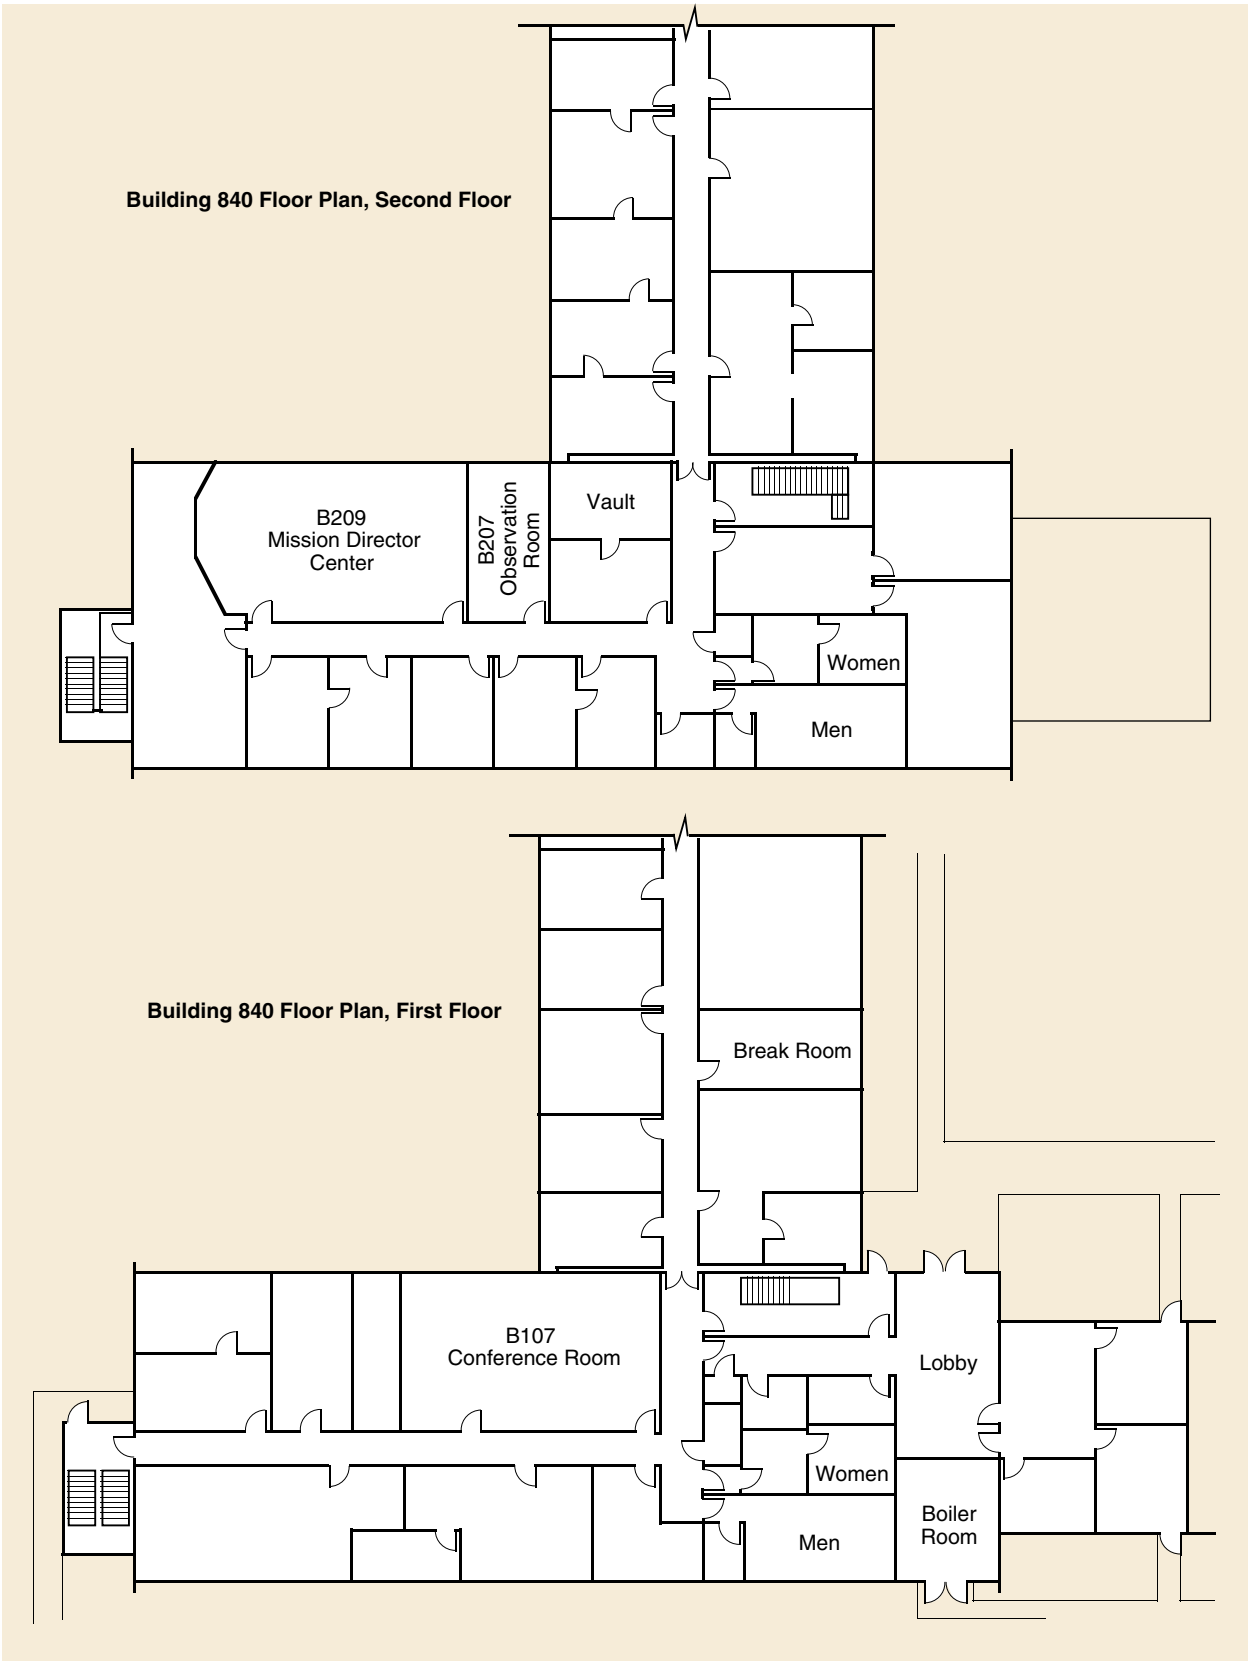 Building 840 Floor Plan, Second Floor
B209
Mission Director
Center
B207
Observation
Room
Vault
Women
Men
Building 840 Floor Plan, First Floor
Break Room
B107
Conference Room
Lobby
Women
Boiler
Room
Men